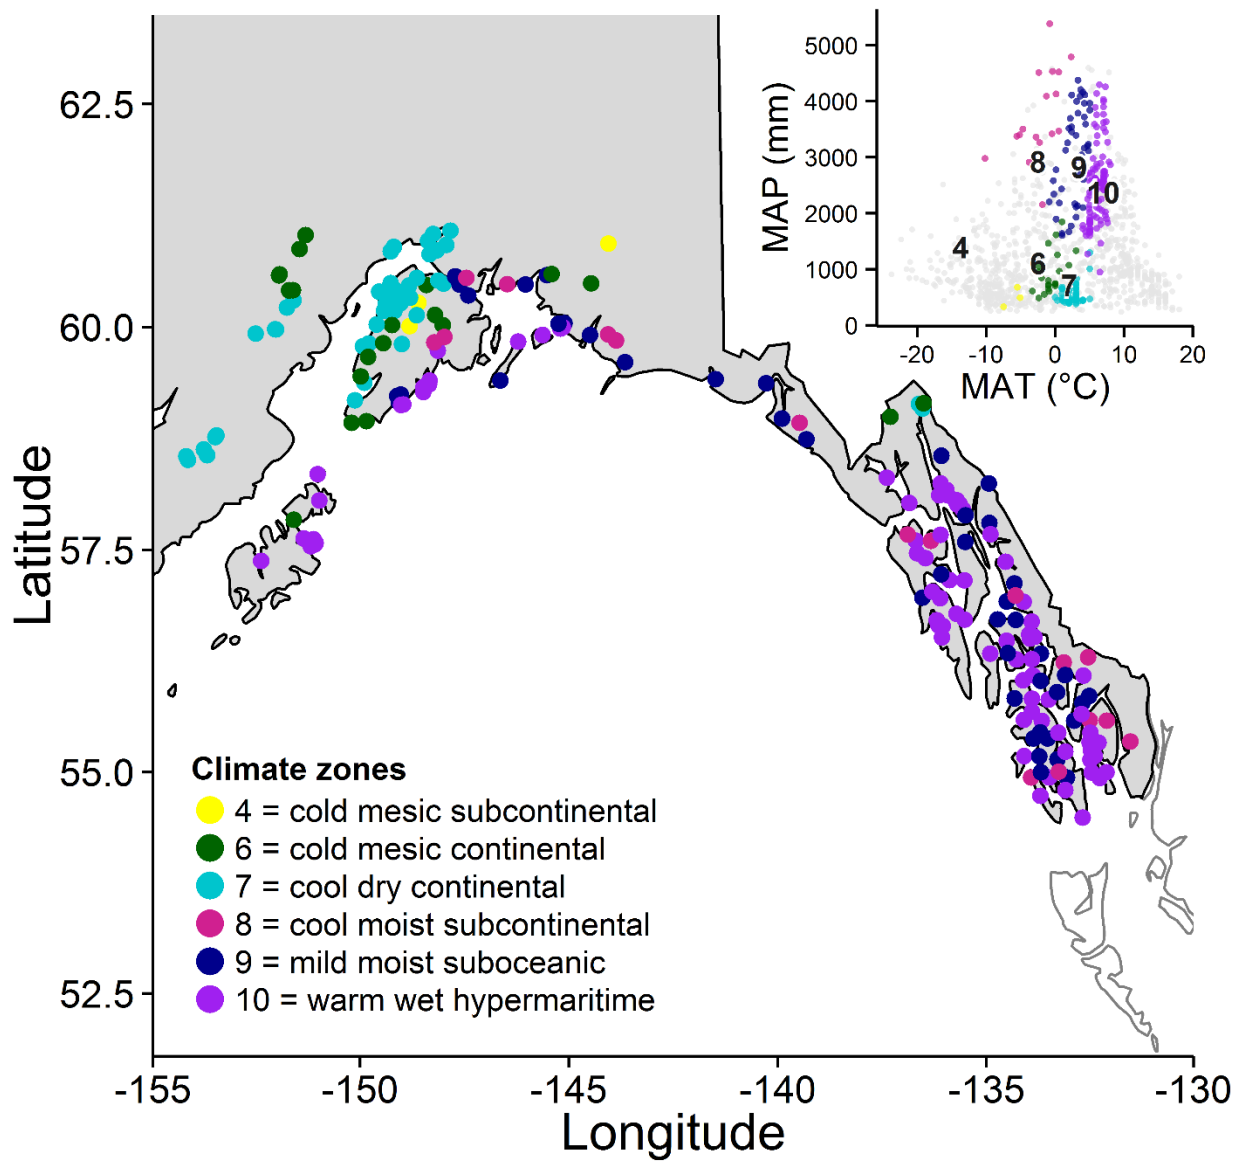 5000
4000
3000
2000
1000
0
MAP (mm)
8
9
10
4
6
7
-20
-10
0
10
20
MAT (°C)
62.5
60.0
57.5
55.0
52.5
Latitude
Climate zones
4 = cold mesic subcontinental
6 = cold mesic continental
7 = cool dry continental
8 = cool moist subcontinental
9 = mild moist suboceanic
10 = warm wet hypermaritime
-155
-150
-145
-140
-135
-130
Longitude